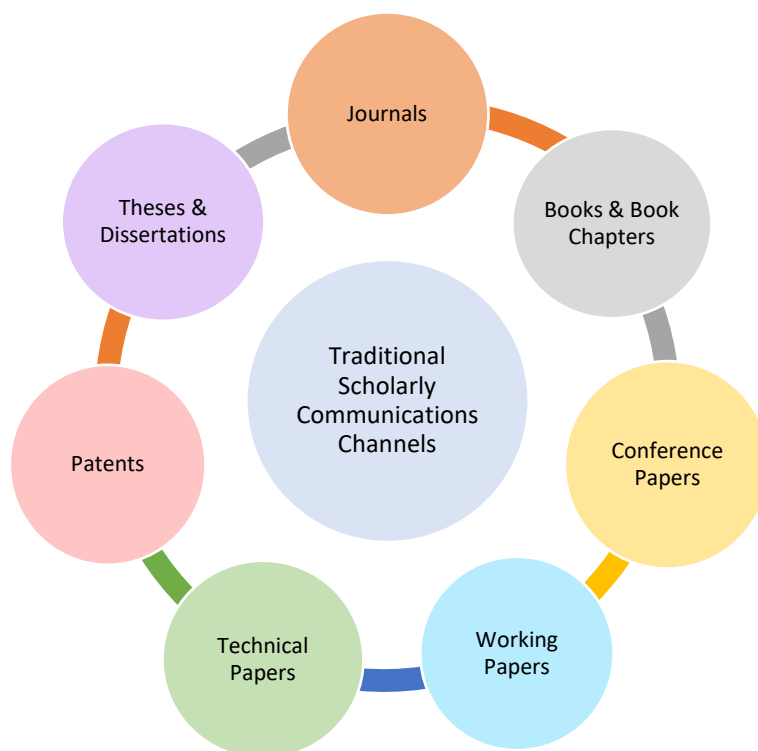 Journals
Books & Book
Chapters
Conference
Papers
Working
Papers
Technical
Papers
Patents
Theses &
Dissertations
Traditional
Scholarly
Communications
Channels